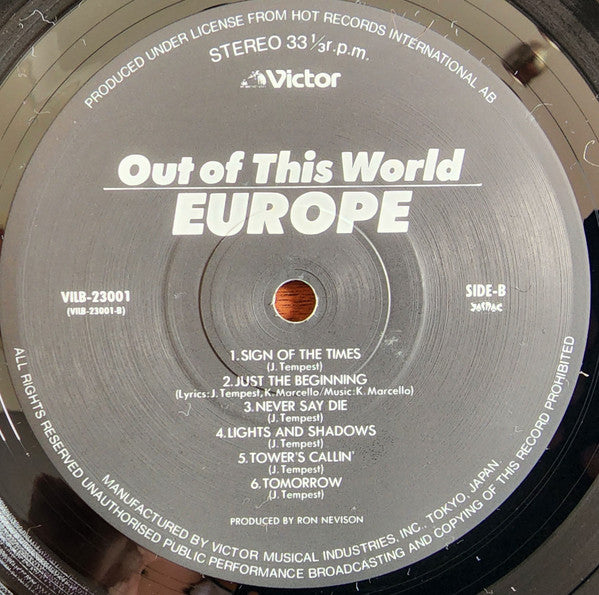 PRODUCED UNDER LICENSE FROM HOT RECORDS INTERNATIONAL AB
STEREO 33⅓r.p.m.
Victor
Out of This World
EUROPE
VILB-23001
(VILB-23001-B)
SIDE-B
1.SIGN OF THE TIMES
(J. Tempest)
2.JUST THE BEGINNING
(Lyrics:J. Tempest, K. Marcello/Music:K. Marcello)
3.NEVER SAY DIE
(J. Tempest)
4.LIGHTS AND SHADOWS
(J. Tempest)
5.TOWER'S CALLIN'
(J. Tempest)
6.TOMORROW
(J. Tempest)
PRODUCED BY RON NEVISON
MANUFACTURED BY VICTOR MUSICAL INDUSTRIES, INC., TOKYO, JAPAN.
ALL RIGHTS RESERVED UNAUTHORISED PUBLIC PERFORMANCE BROADCASTING AND COPYING OF THIS RECORD PROHIBITED